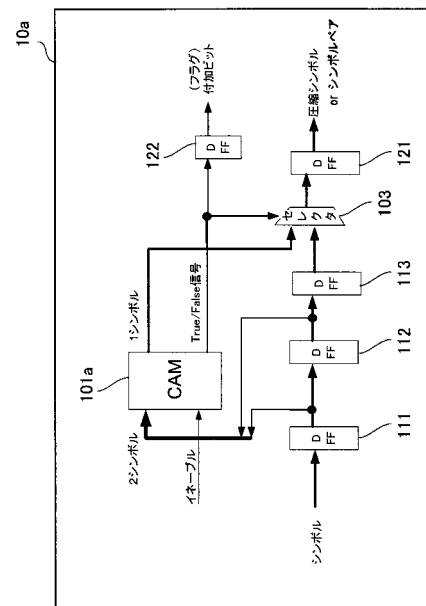 10a
(フラグ)
付加ビット
122
D
FF
圧縮シンボル
or シンボルペア
D
FF
121
セレクタ
103
1シンボル
True/False信号
101a
CAM
2シンボル
イネーブル
D
FF
113
D
FF
112
D
FF
111
シンボル